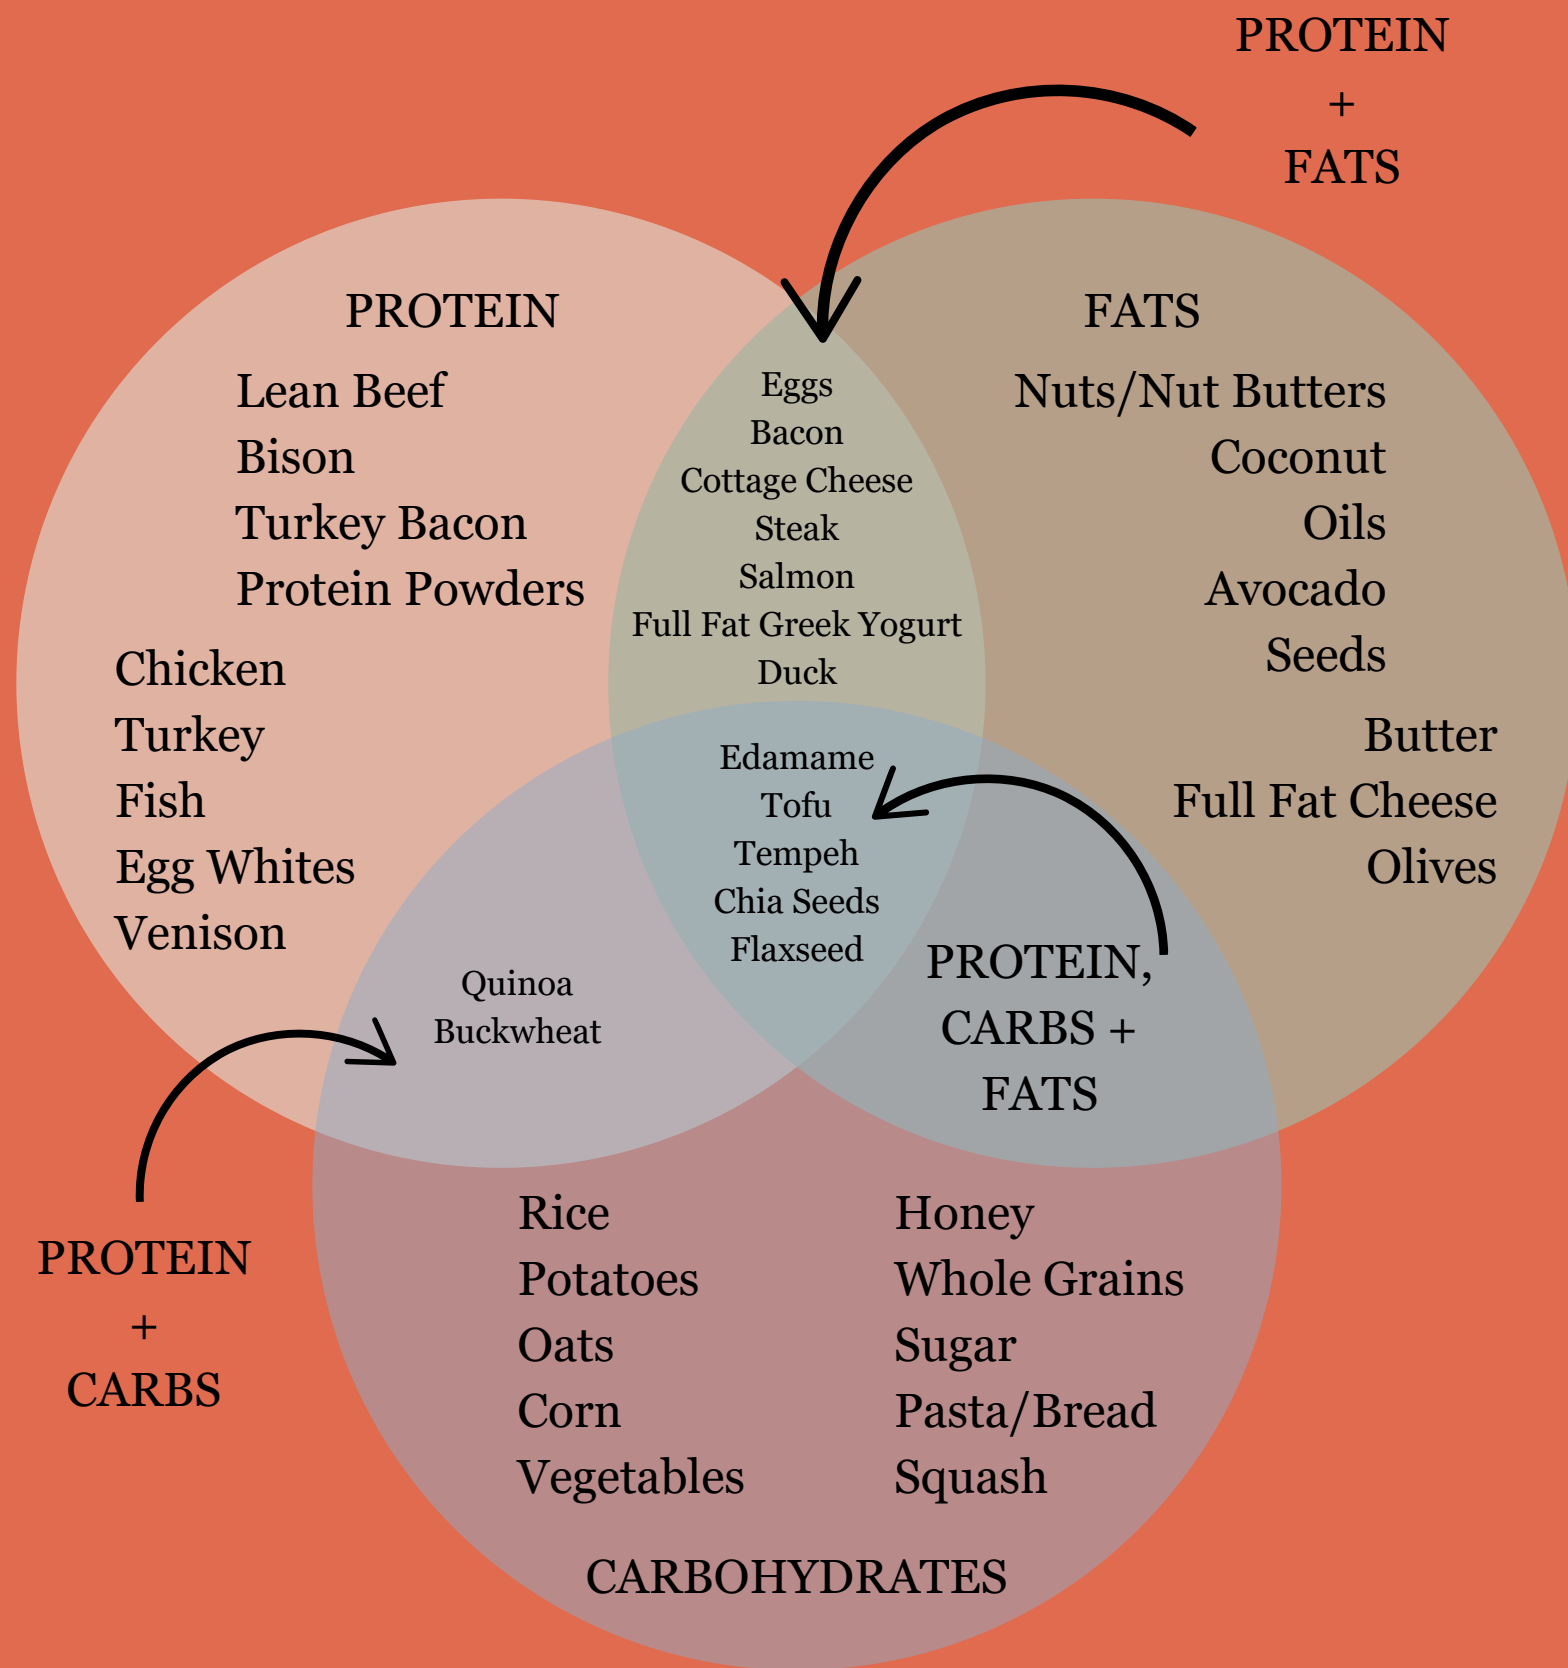 PROTEIN
+
FATS
PROTEIN
Lean Beef
Bison
Turkey Bacon
Protein Powders
Chicken
Turkey
Fish
Egg Whites
Venison
Eggs
Bacon
Cottage Cheese
Steak
Salmon
Full Fat Greek Yogurt
Duck
FATS
Nuts/Nut Butters
Coconut
Oils
Avocado
Seeds
Butter
Full Fat Cheese
Olives
Edamame
Tofu
Tempeh
Chia Seeds
Flaxseed
PROTEIN,
CARBS +
FATS
Quinoa
Buckwheat
PROTEIN
+
CARBS
Rice
Potatoes
Oats
Corn
Vegetables
Honey
Whole Grains
Sugar
Pasta/Bread
Squash
CARBOHYDRATES